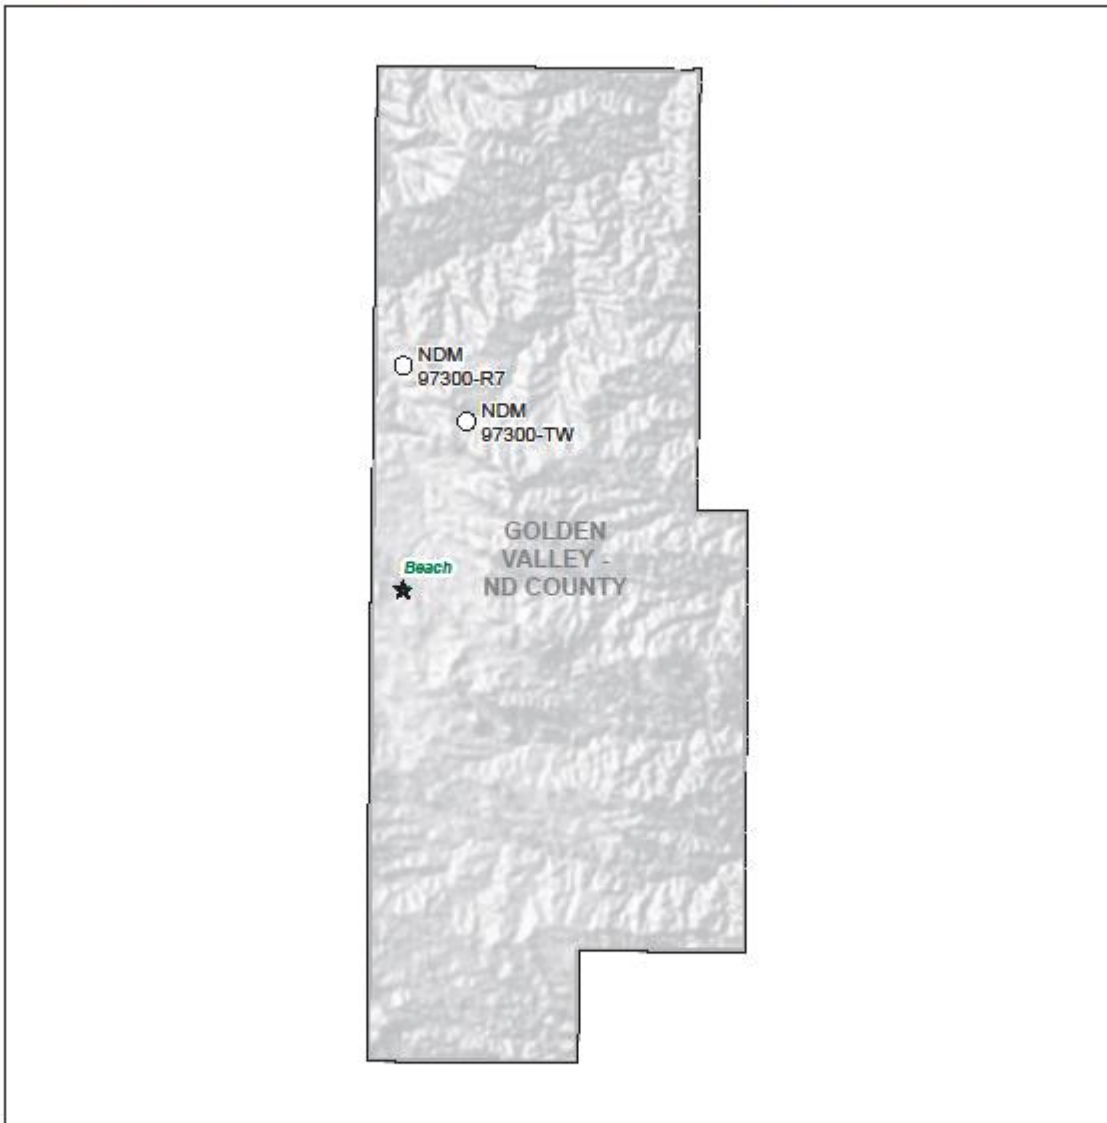 NDM
97300-R7
NDM
97300-TW
GOLDEN
VALLEY -
ND COUNTY
Beach